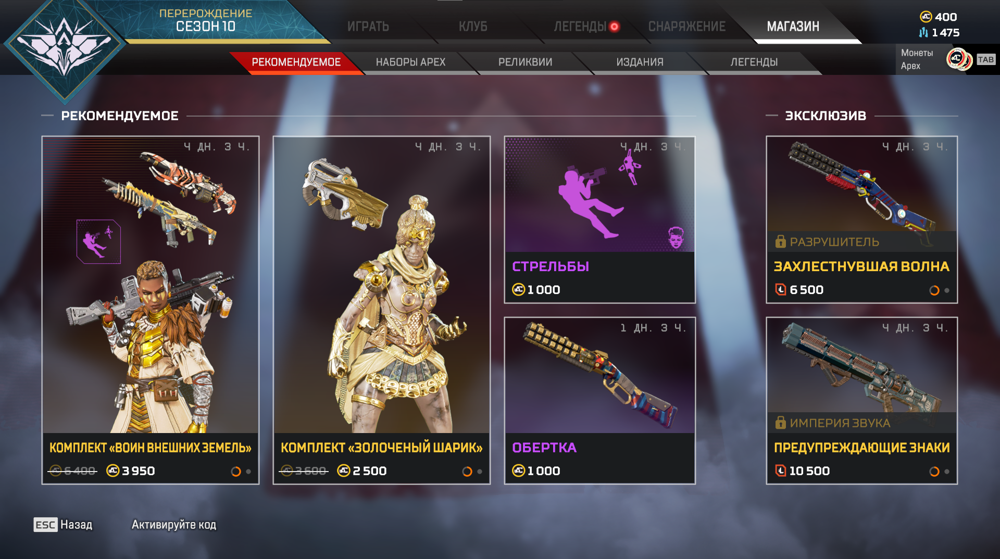 ПЕРЕРОЖДЕНИЕ
СЕЗОН 10
ИГРАТЬ
КЛУБ
ЛЕГЕНДЫ
СНАРЯЖЕНИЕ
МАГАЗИН
400
1 475
РЕКОМЕНДУЕМОЕ
НАБОРЫ APEX
РЕЛИКВИИ
ИЗДАНИЯ
ЛЕГЕНДЫ
Монеты
Apex
TAB
РЕКОМЕНДУЕМОЕ
ЭКСКЛЮЗИВ
4 ДН. 3 Ч.
КОМПЛЕКТ «ВОИН ВНЕШНИХ ЗЕМЕЛЬ»
6 400 3 950
4 ДН. 3 Ч.
КОМПЛЕКТ «ЗОЛОЧЕНЫЙ ШАРИК»
3 600 2 500
4 ДН. 3 Ч.
СТРЕЛЬБЫ
1 000
1 ДН. 3 Ч.
ОБЕРТКА
1 000
4 ДН. 3 Ч.
РАЗРУШИТЕЛЬ
ЗАХЛЕСТНУВШАЯ ВОЛНА
6 500
4 ДН. 3 Ч.
ИМПЕРИЯ ЗВУКА
ПРЕДУПРЕЖДАЮЩИЕ ЗНАКИ
10 500
ESC Назад
Активируйте код